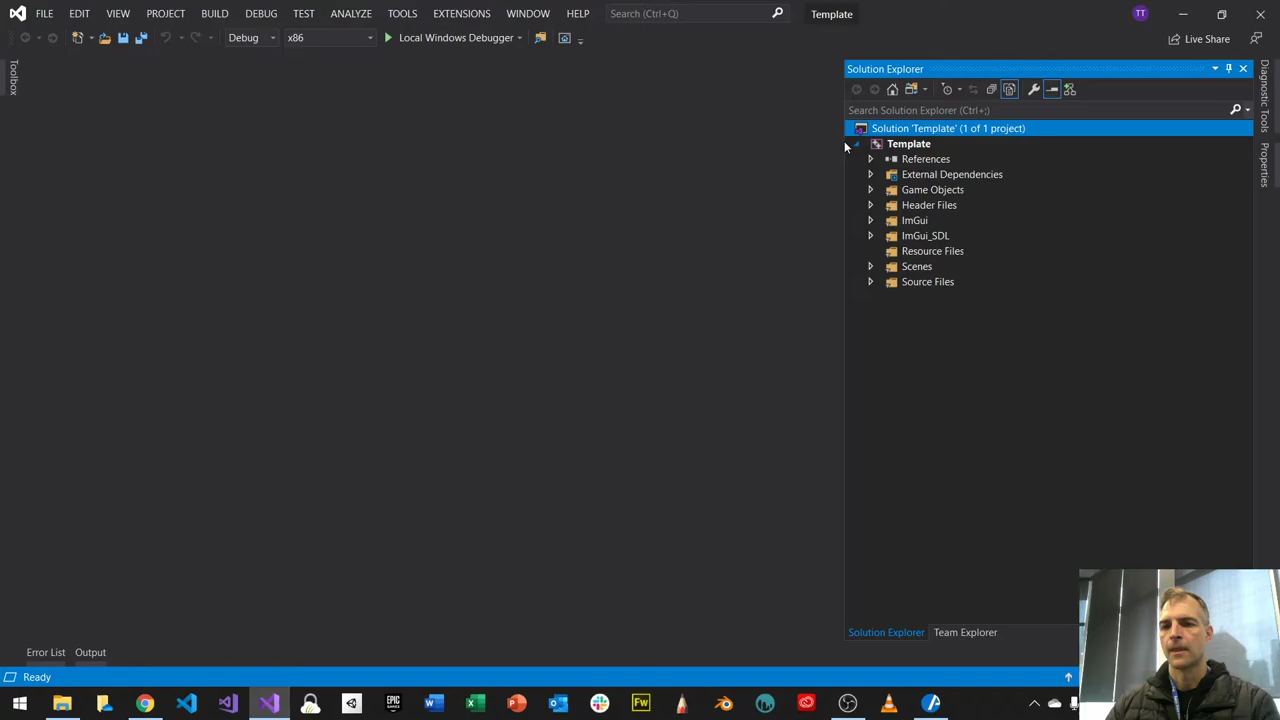 FILE EDIT VIEW PROJECT BUILD DEBUG TEST ANALYZE TOOLS EXTENSIONS WINDOW HELP Search (Ctrl+Q) Template TT
Debug x86 Local Windows Debugger Live Share
Toolbox
Solution Explorer
Search Solution Explorer (Ctrl+;)
Solution 'Template' (1 of 1 project)
Template
References
External Dependencies
Game Objects
Header Files
ImGui
ImGui_SDL
Resource Files
Scenes
Source Files
Diagnostic Tools
Properties
Solution Explorer Team Explorer
Error List Output
Ready
EPIC GAMES Fw